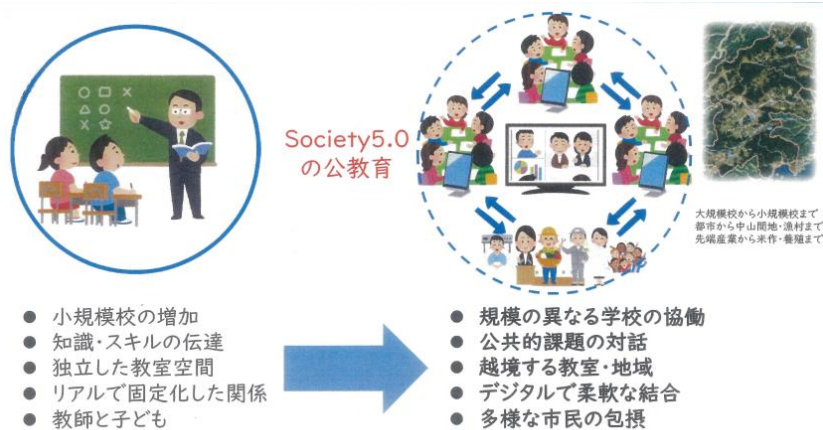 Society5.0
の公教育
大規模校から小規模校まで
都市から中山間地・漁村まで
先端産業から米作・養殖まで
● 小規模校の増加
● 知識・スキルの伝達
● 独立した教室空間
● リアルで固定化した関係
● 教師と子ども
● 規模の異なる学校の協働
● 公共的課題の対話
● 越境する教室・地域
● デジタルで柔軟な結合
● 多様な市民の包摂